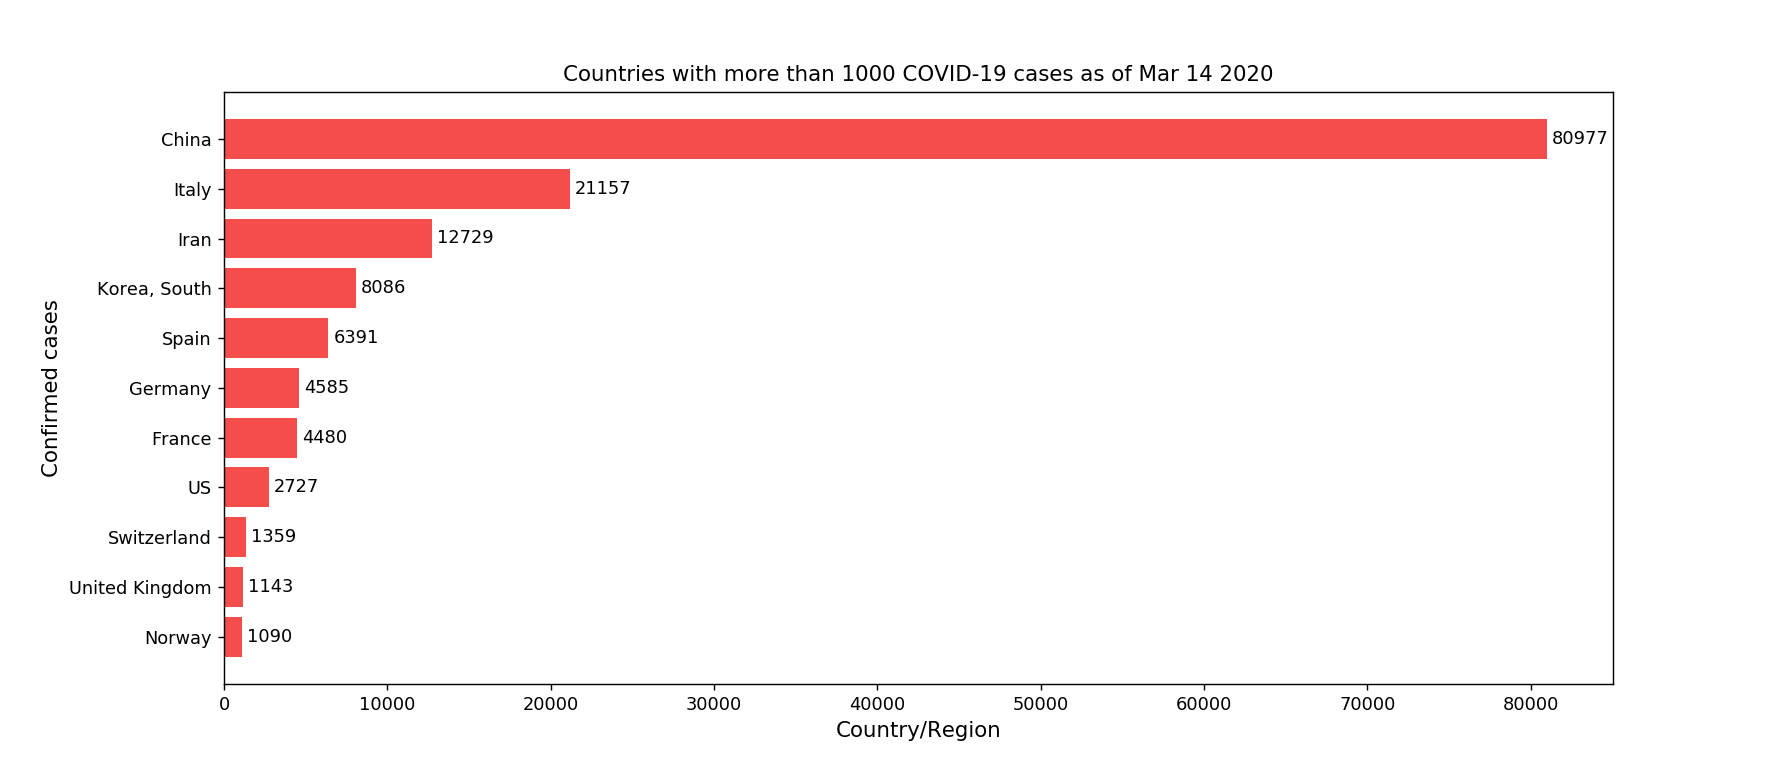 Countries with more than 1000 COVID-19 cases as of Mar 14 2020
Confirmed cases
China 80977
Italy 21157
Iran 12729
Korea, South 8086
Spain 6391
Germany 4585
France 4480
US 2727
Switzerland 1359
United Kingdom 1143
Norway 1090
0 10000 20000 30000 40000 50000 60000 70000 80000
Country/Region